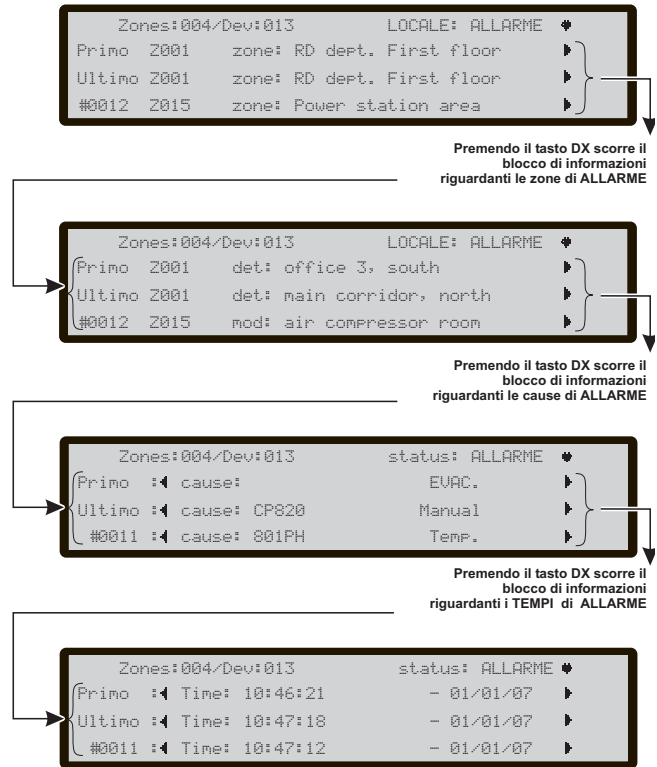 Zones:004/Dev:013 LOCALE: ALLARME
Primo Z001 zone: RD dept. First floor
Ultimo Z001 zone: RD dept. First floor
#0012 Z015 zone: Power station area
Premendo il tasto DX scorre il
blocco di informazioni
riguardanti le zone di ALLARME
Zones:004/Dev:013 LOCALE: ALLARME
Primo Z001 det: office 3, south
Ultimo Z001 det: main corridor, north
#0012 Z015 mod: air compressor room
Premendo il tasto DX scorre il
blocco di informazioni
riguardanti le cause di ALLARME
Zones:004/Dev:013 status: ALLARME
Primo : cause: EVAC.
Ultimo : cause: CP820 Manual
#0011 : cause: 801PH Temp.
Premendo il tasto DX scorre il
blocco di informazioni
riguardanti i TEMPI di ALLARME
Zones:004/Dev:013 status: ALLARME
Primo : Time: 10:46:21 - 01/01/07
Ultimo : Time: 10:47:18 - 01/01/07
#0011 : Time: 10:47:12 - 01/01/07